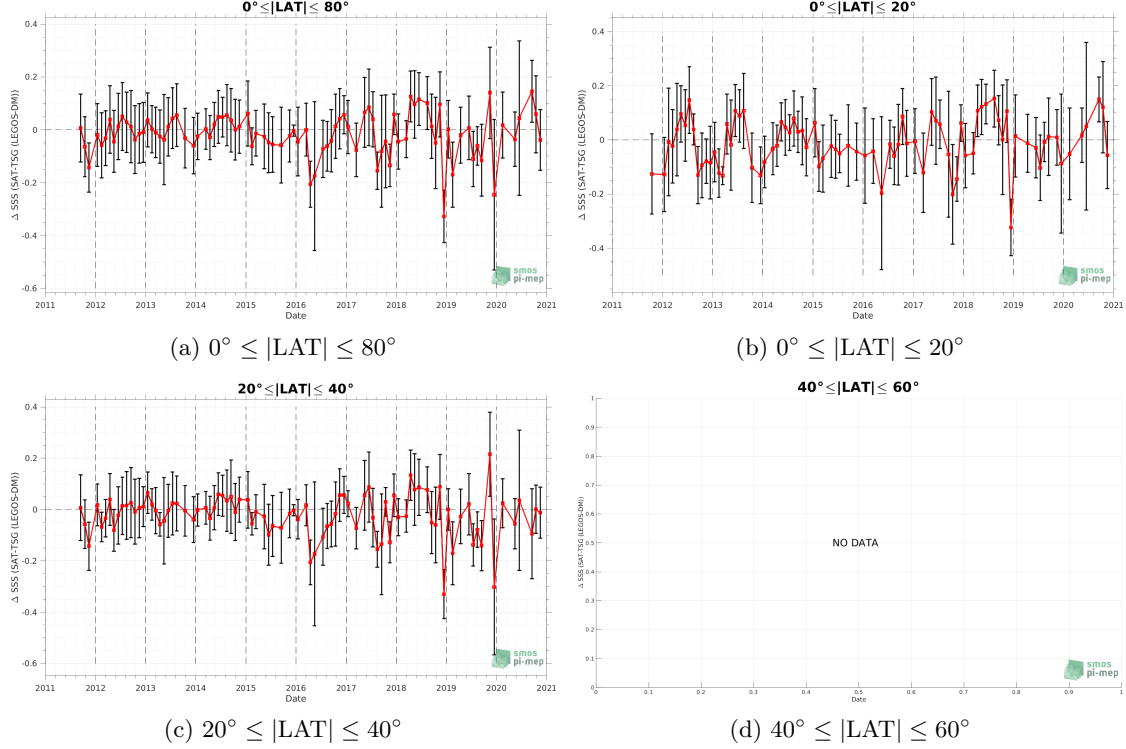 0°≤|LAT|≤ 80°
Δ SSS (SAT-TSG (LEGOS-DM))
0.4
0.2
0
-0.2
-0.4
-0.6
2011 2012 2013 2014 2015 2016 2017 2018 2019 2020 2021
Date
smos
pi-mep
(a) 0° ≤ |LAT| ≤ 80°
0°≤|LAT|≤ 20°
Δ SSS (SAT-TSG (LEGOS-DM))
0.4
0.2
0
-0.2
-0.4
2011 2012 2013 2014 2015 2016 2017 2018 2019 2020 2021
Date
smos
pi-mep
(b) 0° ≤ |LAT| ≤ 20°
20°≤|LAT|≤ 40°
Δ SSS (SAT-TSG (LEGOS-DM))
0.4
0.2
0
-0.2
-0.4
-0.6
2011 2012 2013 2014 2015 2016 2017 2018 2019 2020 2021
Date
smos
pi-mep
(c) 20° ≤ |LAT| ≤ 40°
40°≤|LAT|≤ 60°
Δ SSS (SAT-TSG (LEGOS-DM))
1
0.9
0.8
0.7
0.6
0.5
0.4
0.3
0.2
0.1
0
NO DATA
0 0.1 0.2 0.3 0.4 0.5 0.6 0.7 0.8 0.9 1
Date
smos
pi-mep
(d) 40° ≤ |LAT| ≤ 60°